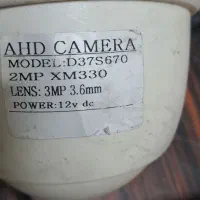 AHD CAMERA
MODEL:D37S670
2MP XM330
LENS: 3MP 3.6mm
POWER:12v dc